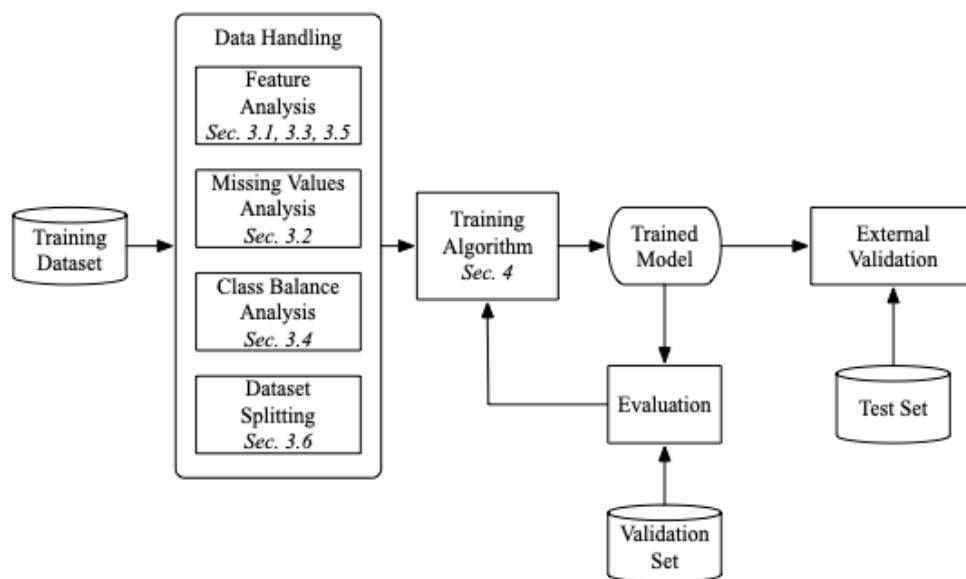 Data Handling
Feature
Analysis
Sec. 3.1, 3.3, 3.5
Missing Values
Analysis
Sec. 3.2
Class Balance
Analysis
Sec. 3.4
Dataset
Splitting
Sec. 3.6
Training
Dataset
Training
Algorithm
Sec. 4
Trained
Model
External
Validation
Evaluation
Test Set
Validation
Set